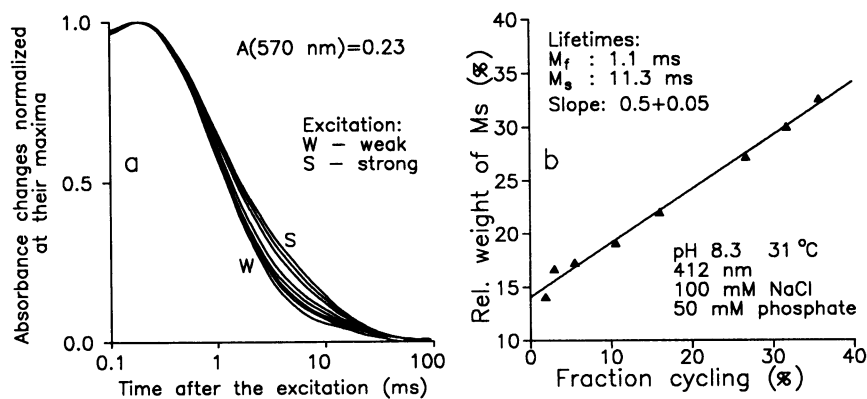 Absorbance changes normalized
at their maxima
1.0
0.5
0.0
a
A(570 nm)=0.23
Excitation:
W – weak
S – strong
S
W
0.1 1 10 100
Time after the excitation (ms)
Rel. weight of Ms (%)
40
35
30
25
20
15
10
Lifetimes:
Mf : 1.1 ms
Ms : 11.3 ms
Slope: 0.5+0.05
b
pH 8.3 31 °C
412 nm
100 mM NaCl
50 mM phosphate
0 10 20 30 40
Fraction cycling (%)